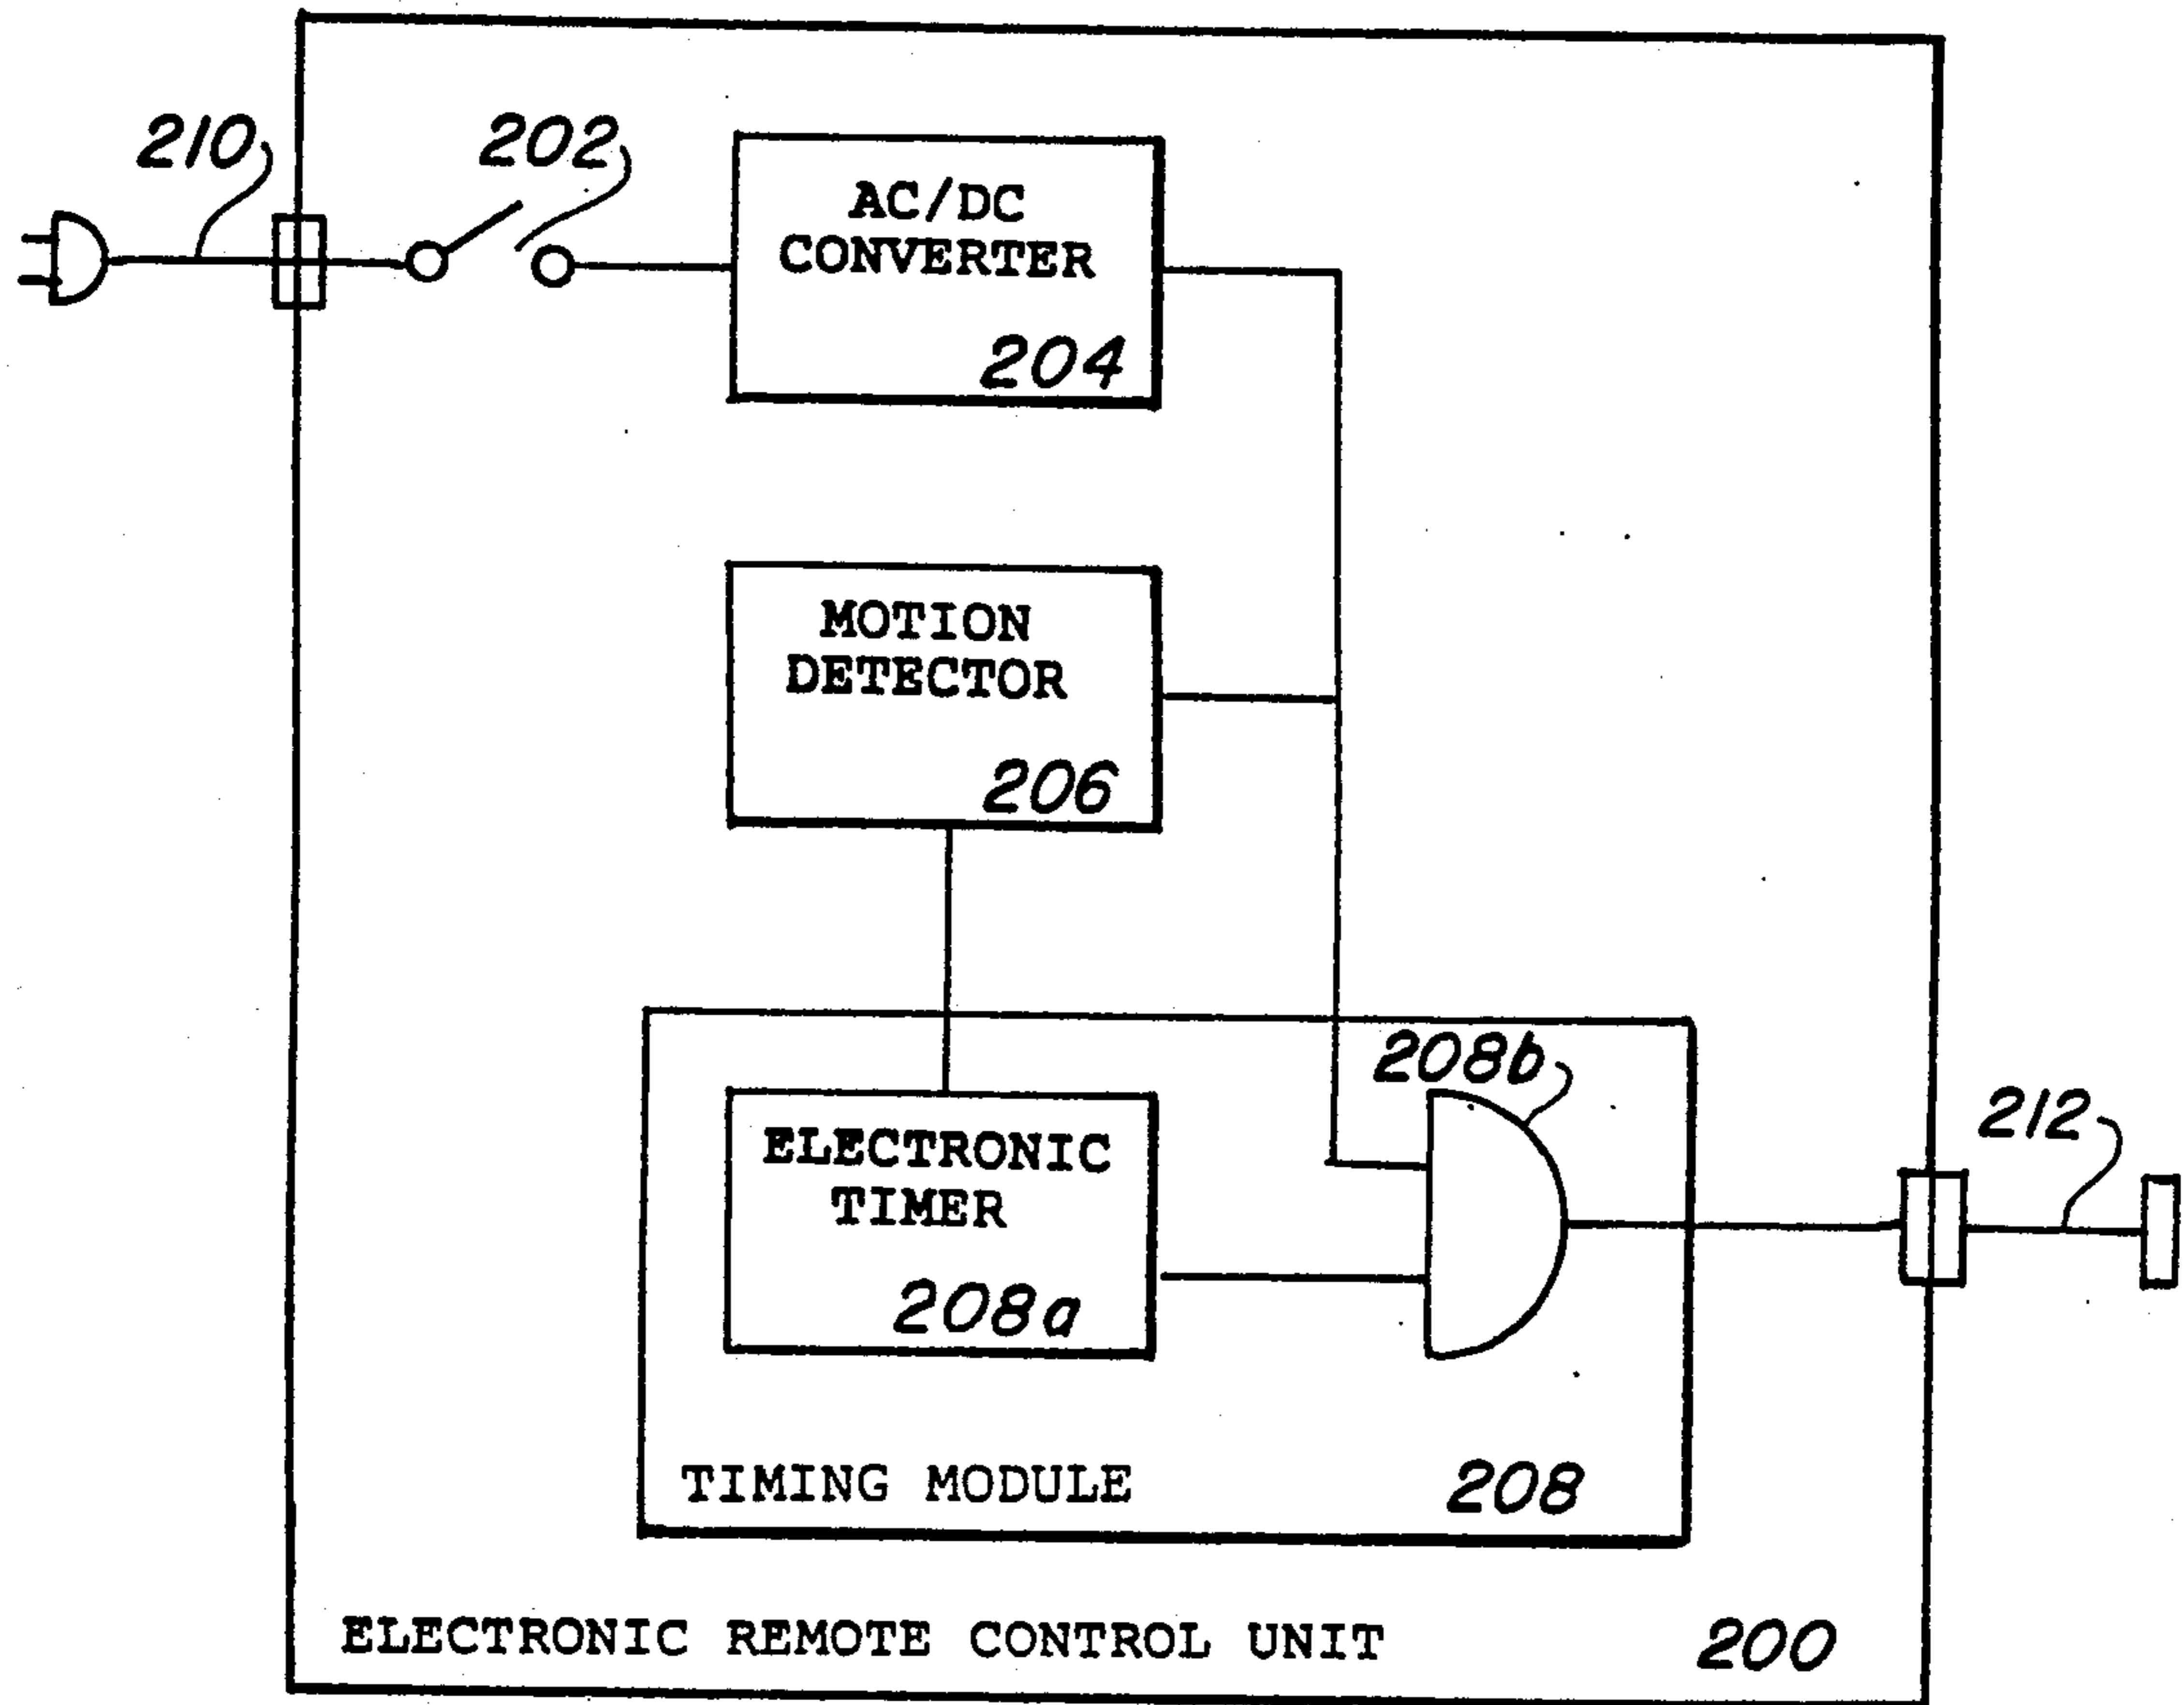 210
202
AC/DC
CONVERTER
204
MOTION
DETECTOR
206
208b
212
ELECTRONIC
TIMER
208a
TIMING MODULE 208
ELECTRONIC REMOTE CONTROL UNIT 200